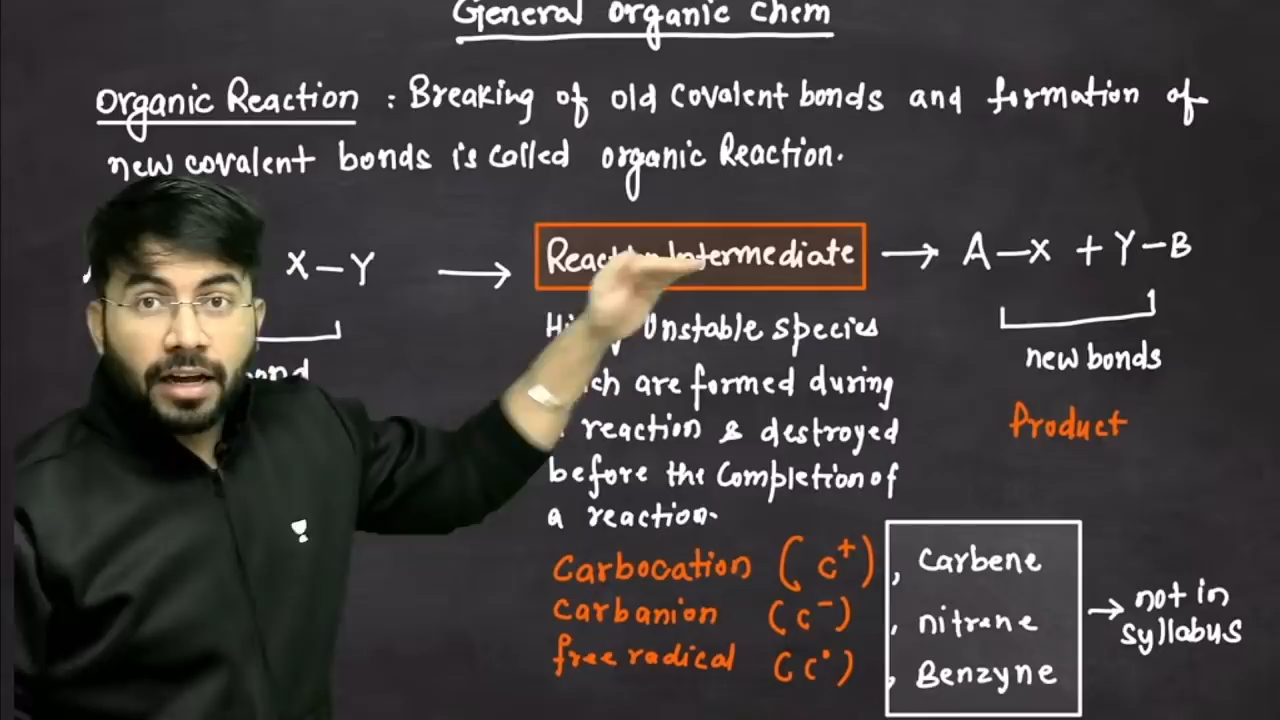 General Organic Chem
Organic Reaction : Breaking of old covalent bonds and formation of
new covalent bonds is called organic Reaction.
X - Y → Intermediate → A - X + Y - B
Unstable species
new bonds
are formed during
Product
reaction & destroyed
before the completion of
a reaction.
Carbocation (C⁺) , Carbene
Carbanion (C⁻) , nitrene
free radical (C•) , Benzyne
→ not in
syllabus